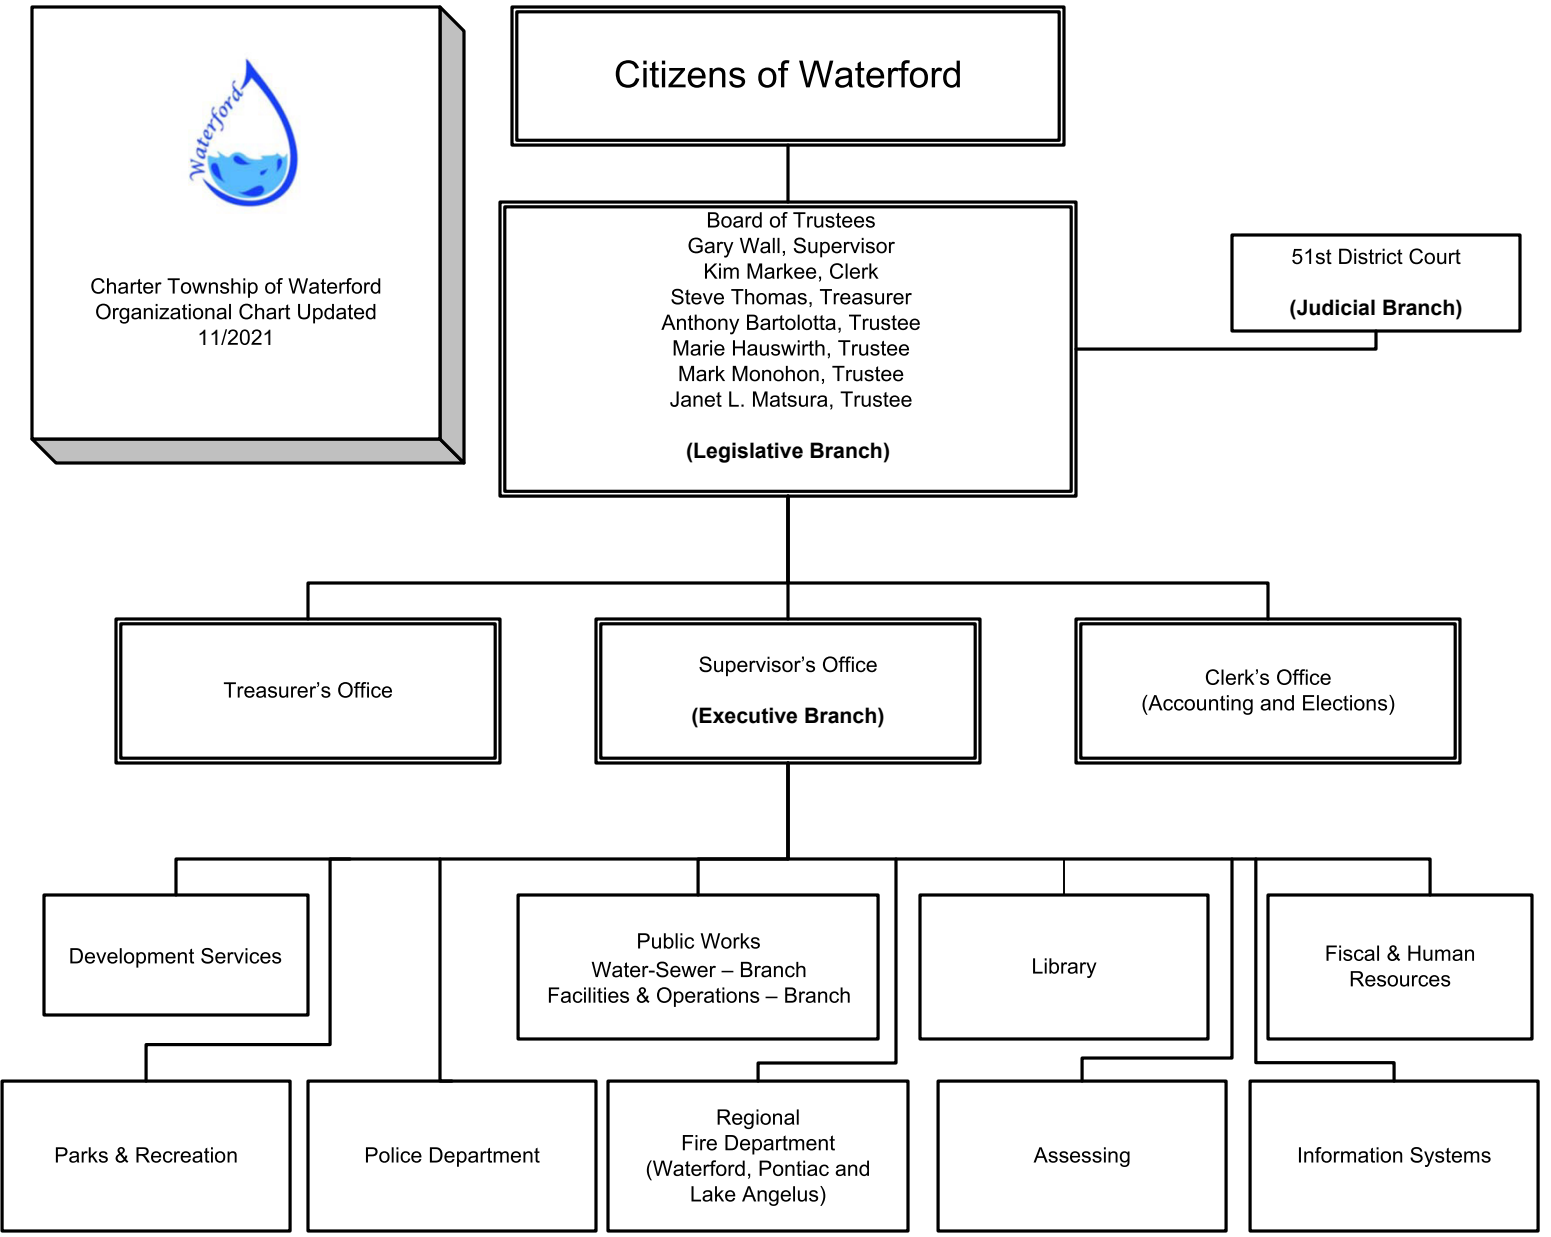 Waterford
Charter Township of Waterford
Organizational Chart Updated
11/2021
Citizens of Waterford
Board of Trustees
Gary Wall, Supervisor
Kim Markee, Clerk
Steve Thomas, Treasurer
Anthony Bartolotta, Trustee
Marie Hauswirth, Trustee
Mark Monohon, Trustee
Janet L. Matsura, Trustee
(Legislative Branch)
51st District Court
(Judicial Branch)
Treasurer’s Office
Supervisor’s Office
(Executive Branch)
Clerk’s Office
(Accounting and Elections)
Development Services
Public Works
Water-Sewer – Branch
Facilities & Operations – Branch
Library
Fiscal & Human
Resources
Parks & Recreation
Police Department
Regional
Fire Department
(Waterford, Pontiac and
Lake Angelus)
Assessing
Information Systems